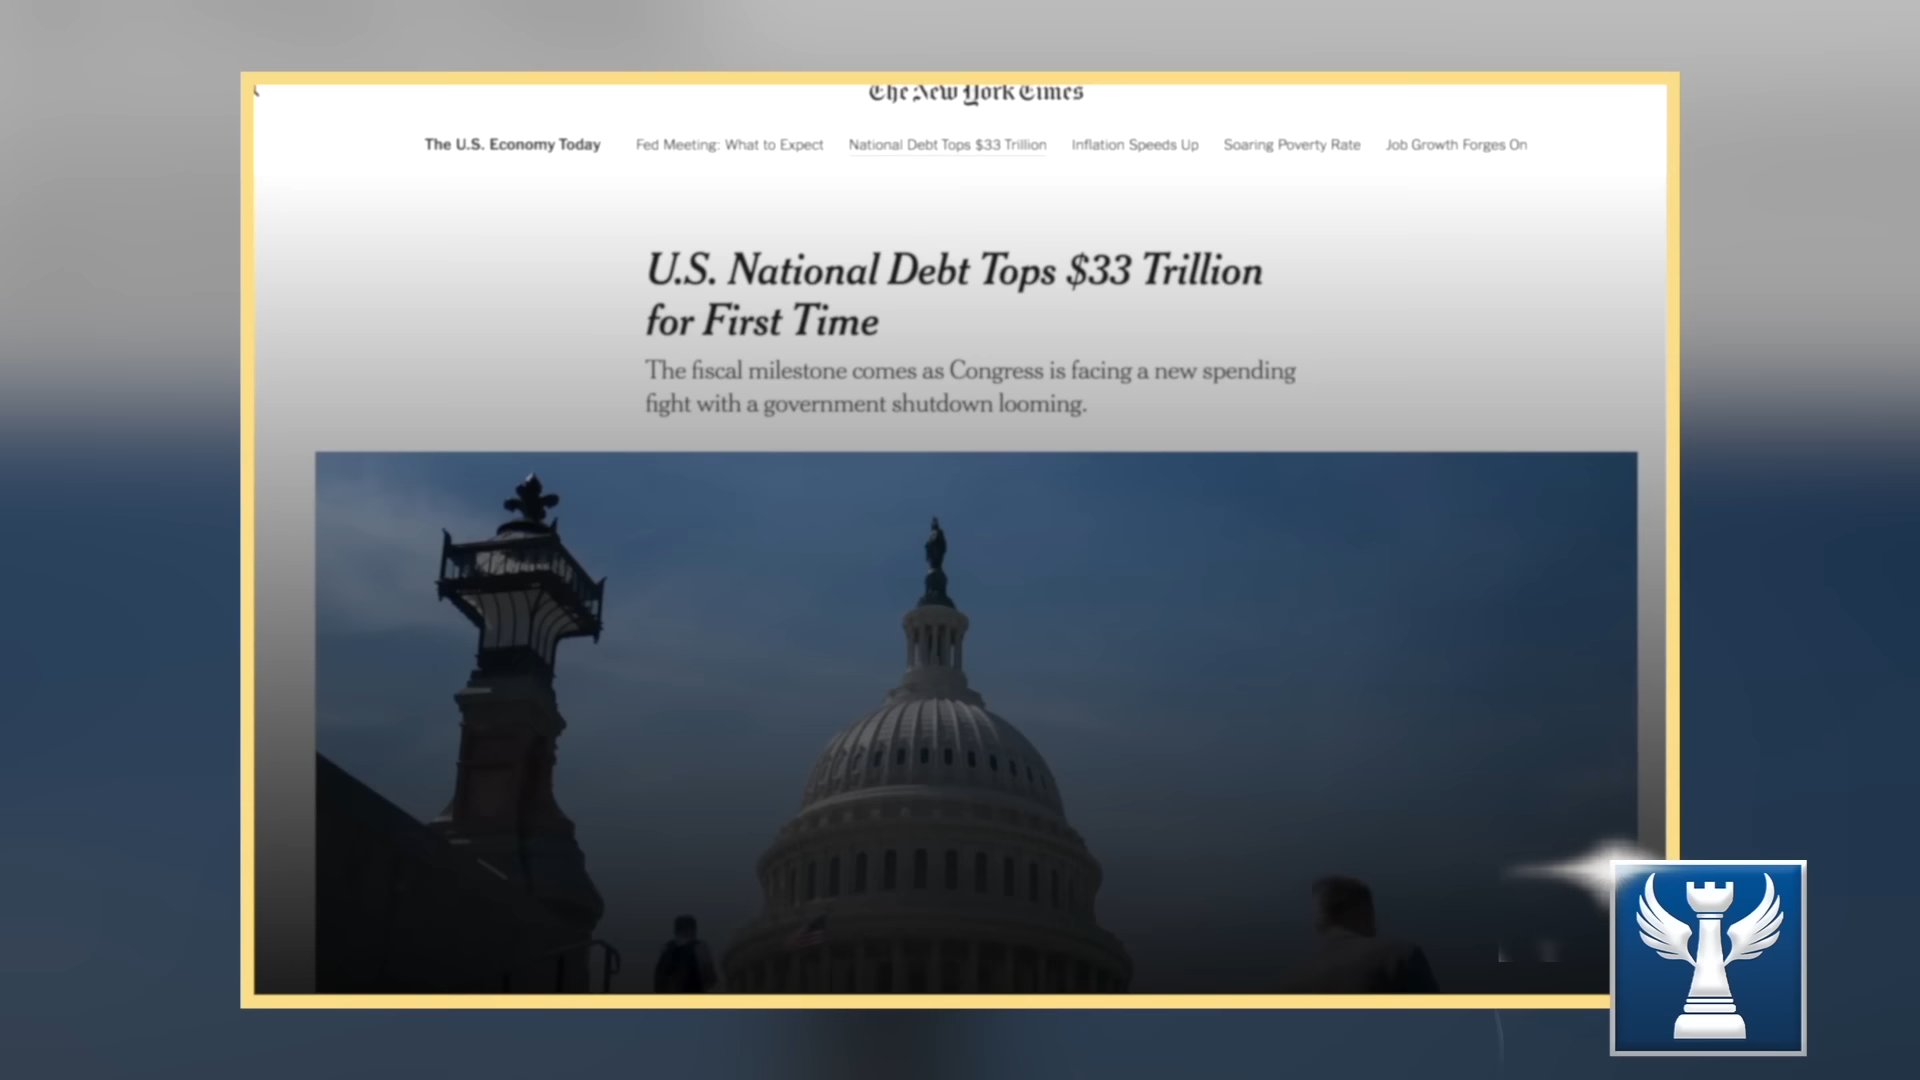 The New York Times
The U.S. Economy Today Fed Meeting: What to Expect National Debt Tops $33 Trillion Inflation Speeds Up Soaring Poverty Rate Job Growth Forges On
U.S. National Debt Tops $33 Trillion
for First Time
The fiscal milestone comes as Congress is facing a new spending
fight with a government shutdown looming.